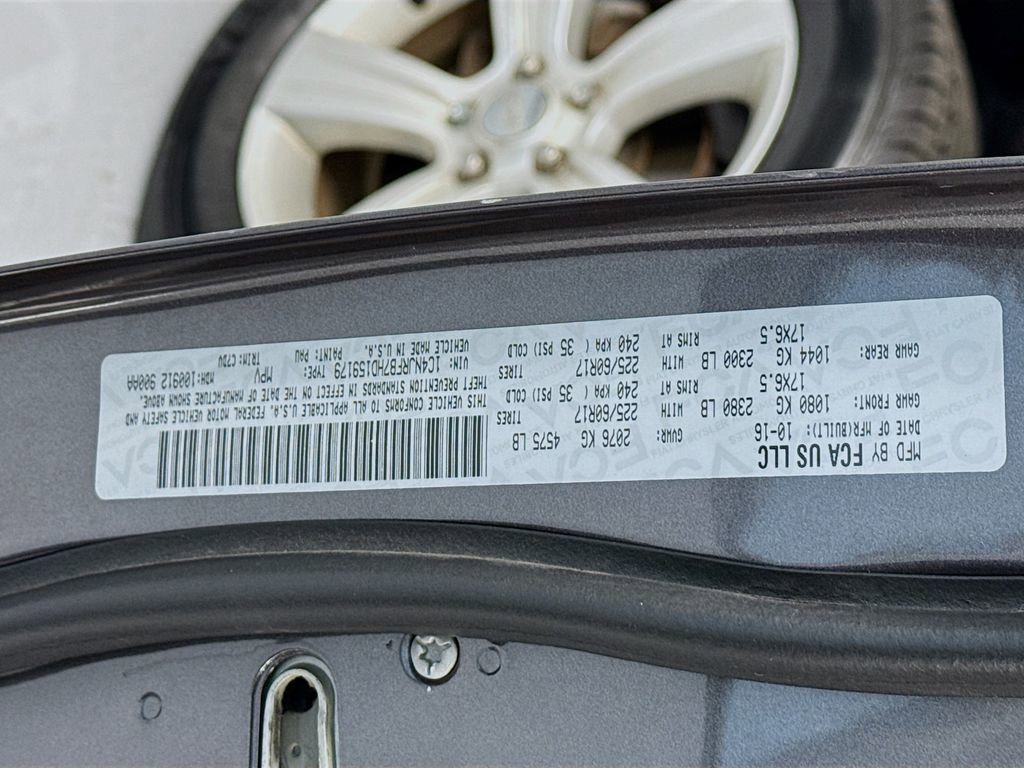 MFD BY FCA US LLC
DATE OF MFR(BUILT): 10-16 GVWR: 2076 KG 4575 LB
GAWR FRONT: 1080 KG 2380 LB WITH 225/60R17 TIRES
17X6.5 RIMS AT 240 KPA( 35 PSI) COLD
GAWR REAR: 1044 KG 2300 LB WITH 225/60R17 TIRES
17X6.5 RIMS AT 240 KPA( 35 PSI) COLD
THIS VEHICLE CONFORMS TO ALL APPLICABLE U.S.A. FEDERAL MOTOR VEHICLE SAFETY AND
THEFT PREVENTION STANDARDS IN EFFECT ON THE DATE OF MANUFACTURE SHOWN ABOVE.
VIN: 1C4NJRFB7HD159179 TYPE: MPV MDH:100912 900AA
VEHICLE MADE IN U.S.A. PAINT: PAU TRIM: C7DV